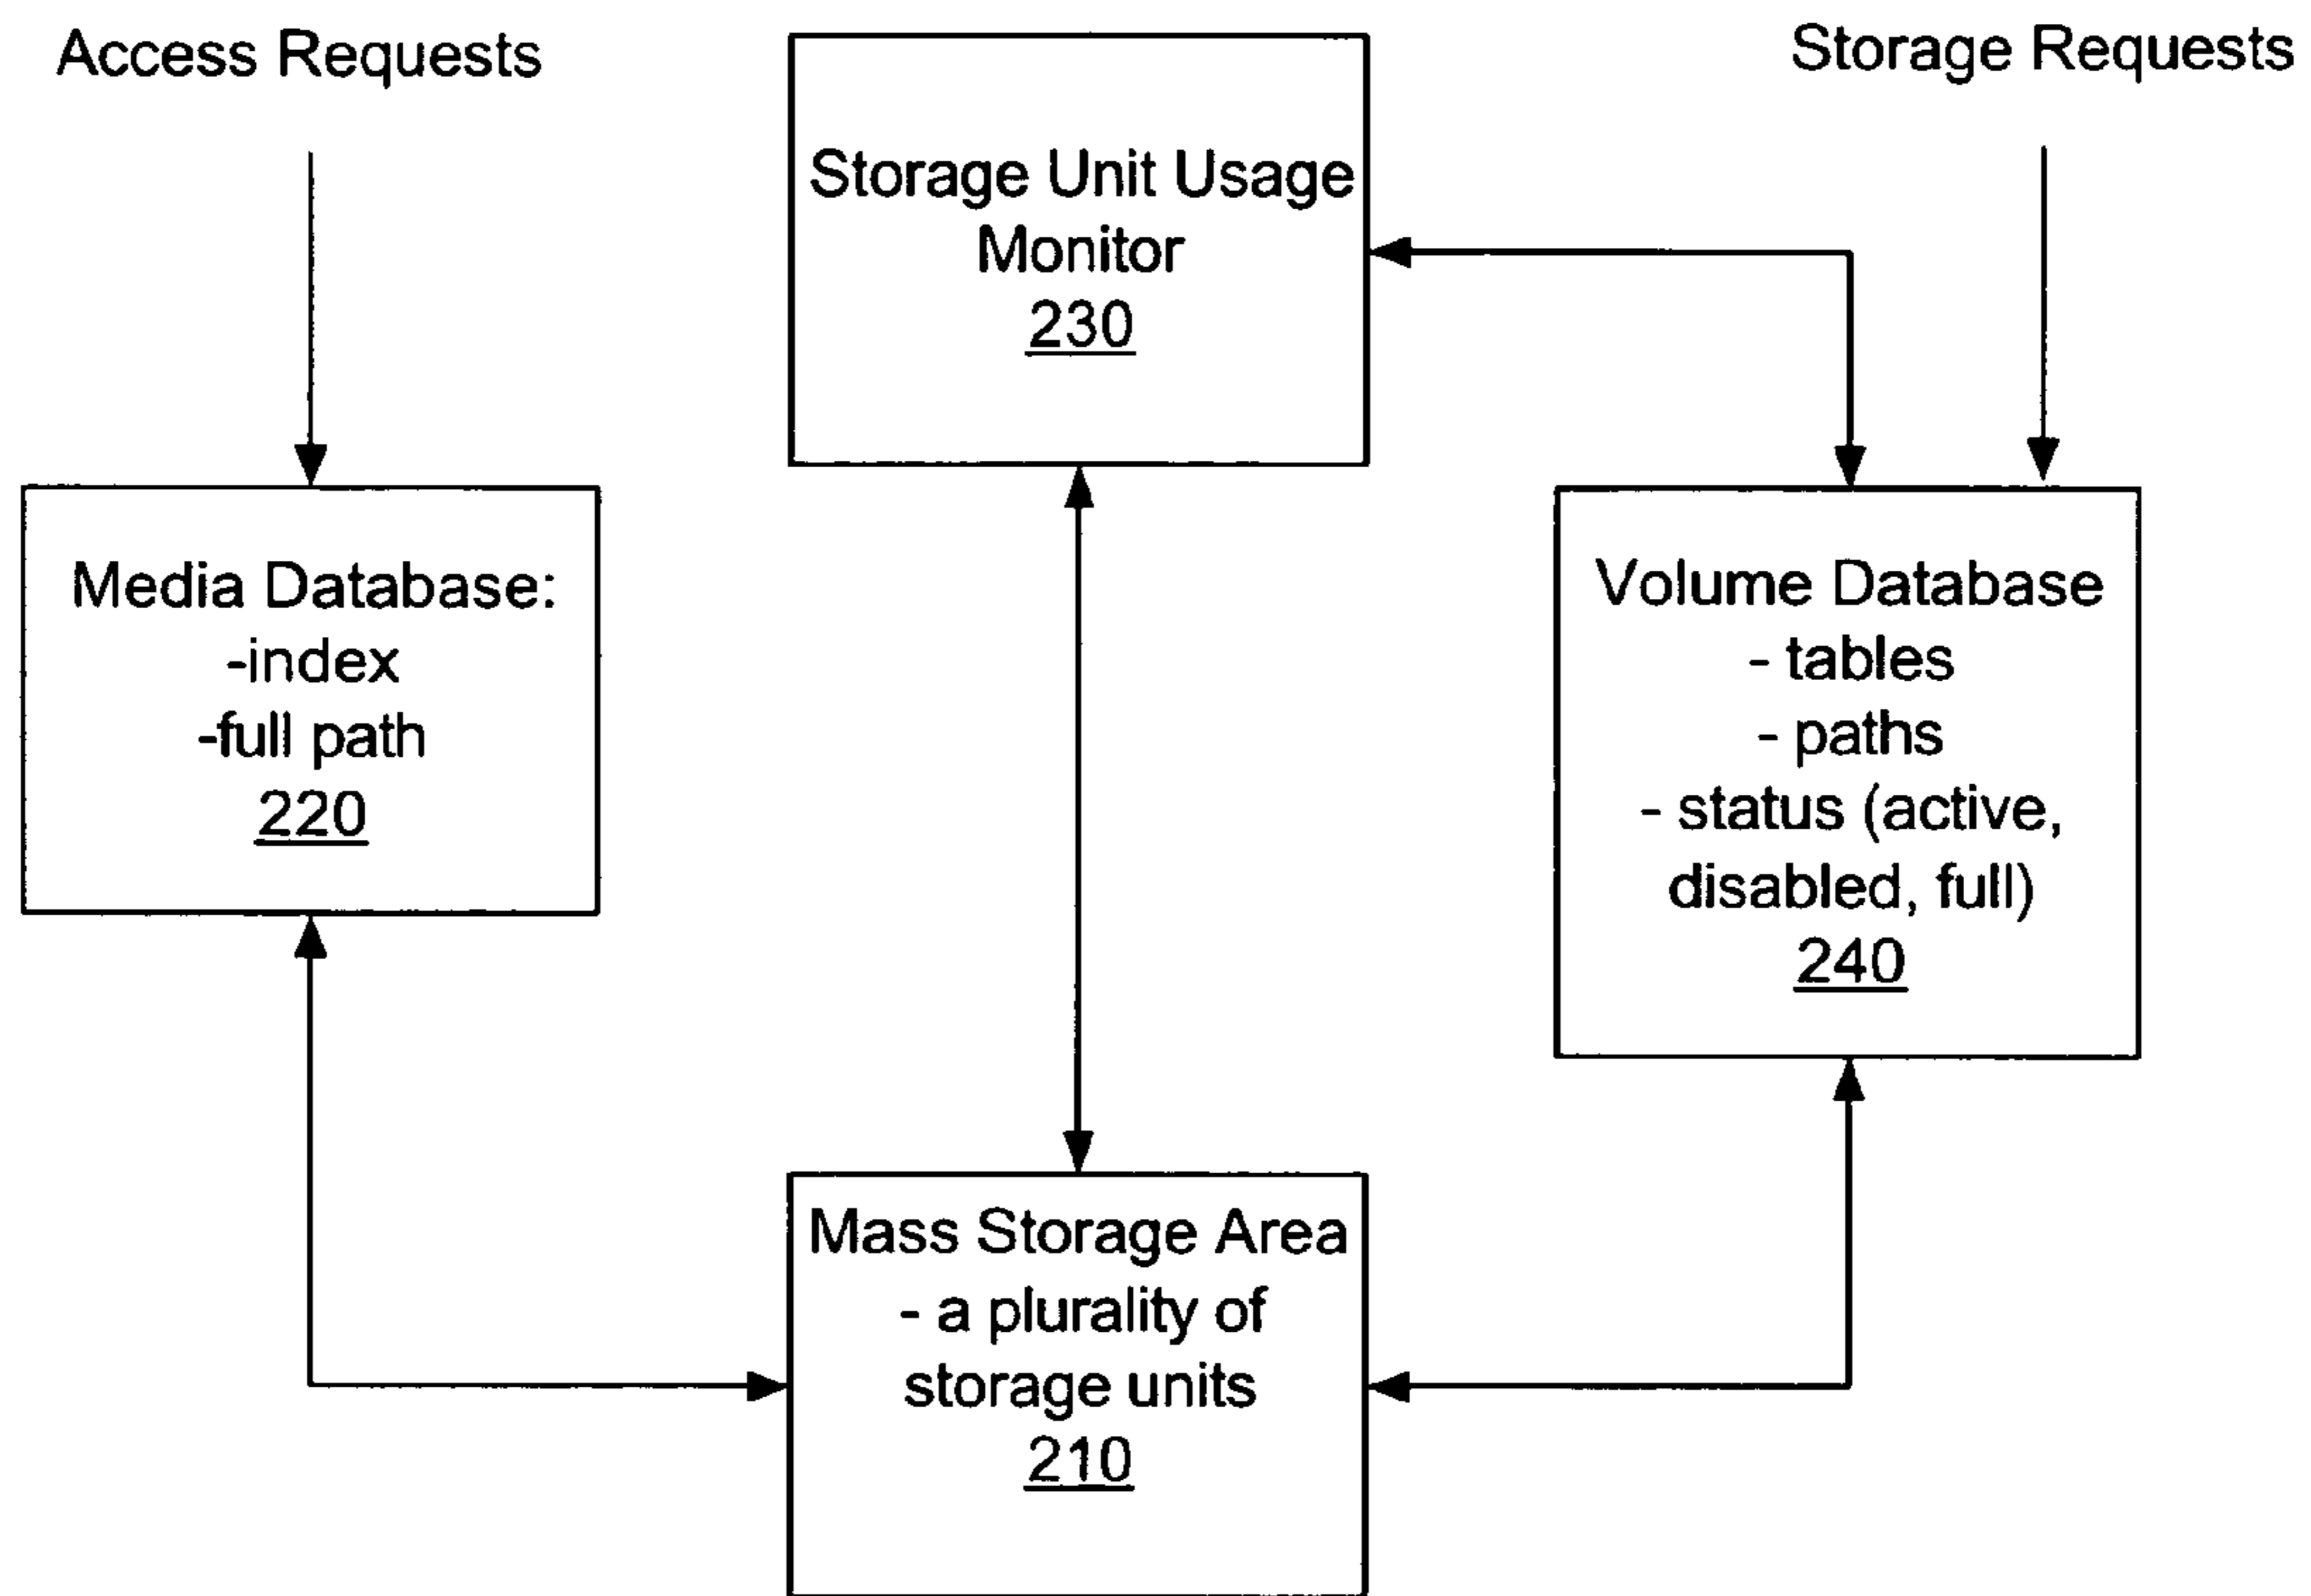 Access Requests
Storage Requests
Storage Unit Usage
Monitor
230
Media Database:
-index
-full path
220
Volume Database
- tables
- paths
- status (active,
disabled, full)
240
Mass Storage Area
- a plurality of
storage units
210